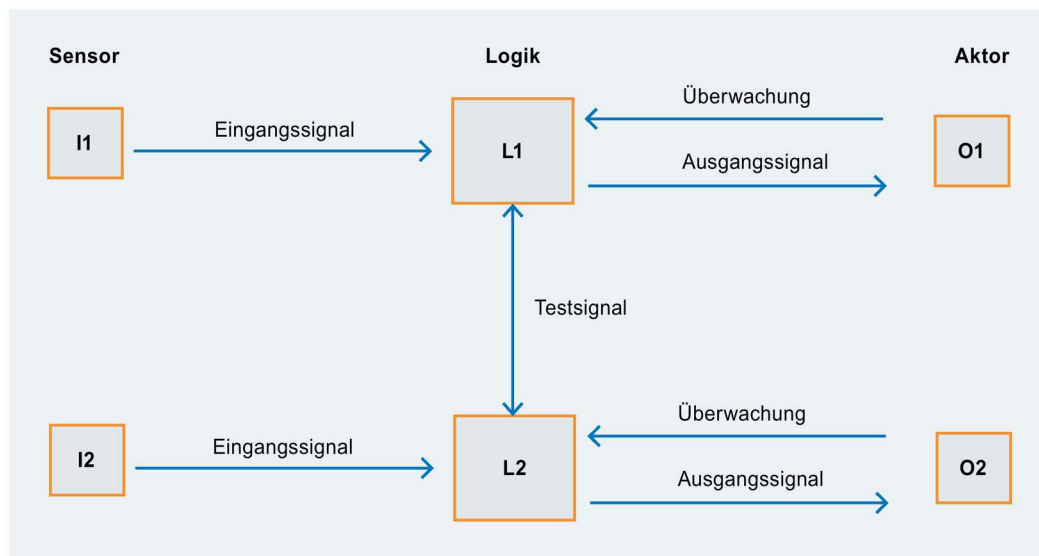 Sensor
Logik
Aktor
I1
Eingangssignal
L1
Überwachung
Ausgangssignal
O1
Testsignal
I2
Eingangssignal
L2
Überwachung
Ausgangssignal
O2